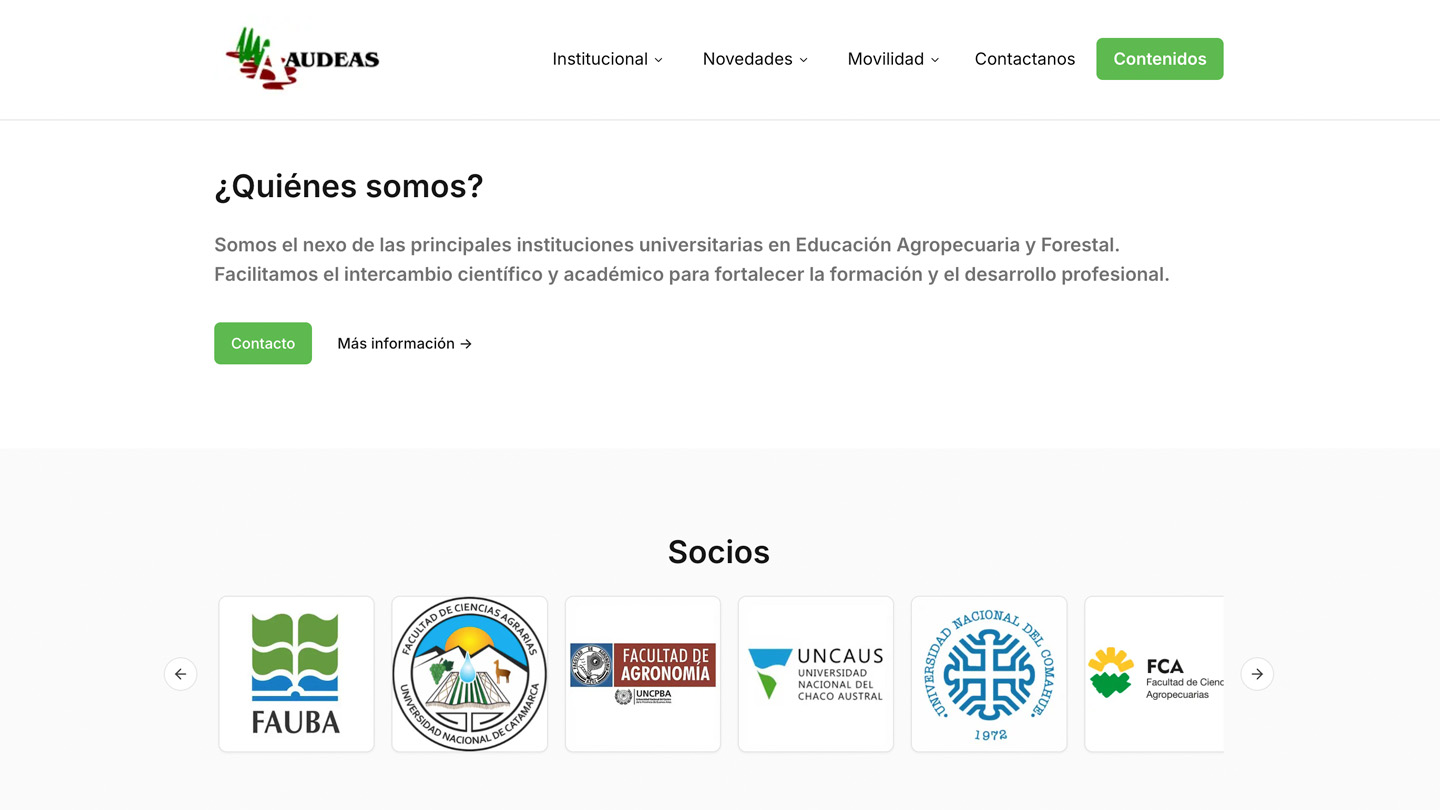 AUDEAS
Institucional
Novedades
Movilidad
Contactanos
Contenidos
¿Quiénes somos?
Somos el nexo de las principales instituciones universitarias en Educación Agropecuaria y Forestal.
Facilitamos el intercambio científico y académico para fortalecer la formación y el desarrollo profesional.
Contacto
Más información →
Socios
FAUBA
FACULTAD DE CIENCIAS AGRARIAS
UNIVERSIDAD NACIONAL DE CATAMARCA
FACULTAD DE
AGRONOMÍA
UNCPBA
UNCAUS
UNIVERSIDAD
NACIONAL DEL
CHACO AUSTRAL
UNIVERSIDAD NACIONAL DEL COMAHUE
1972
FCA
Facultad de Cienc
Agropecuarias